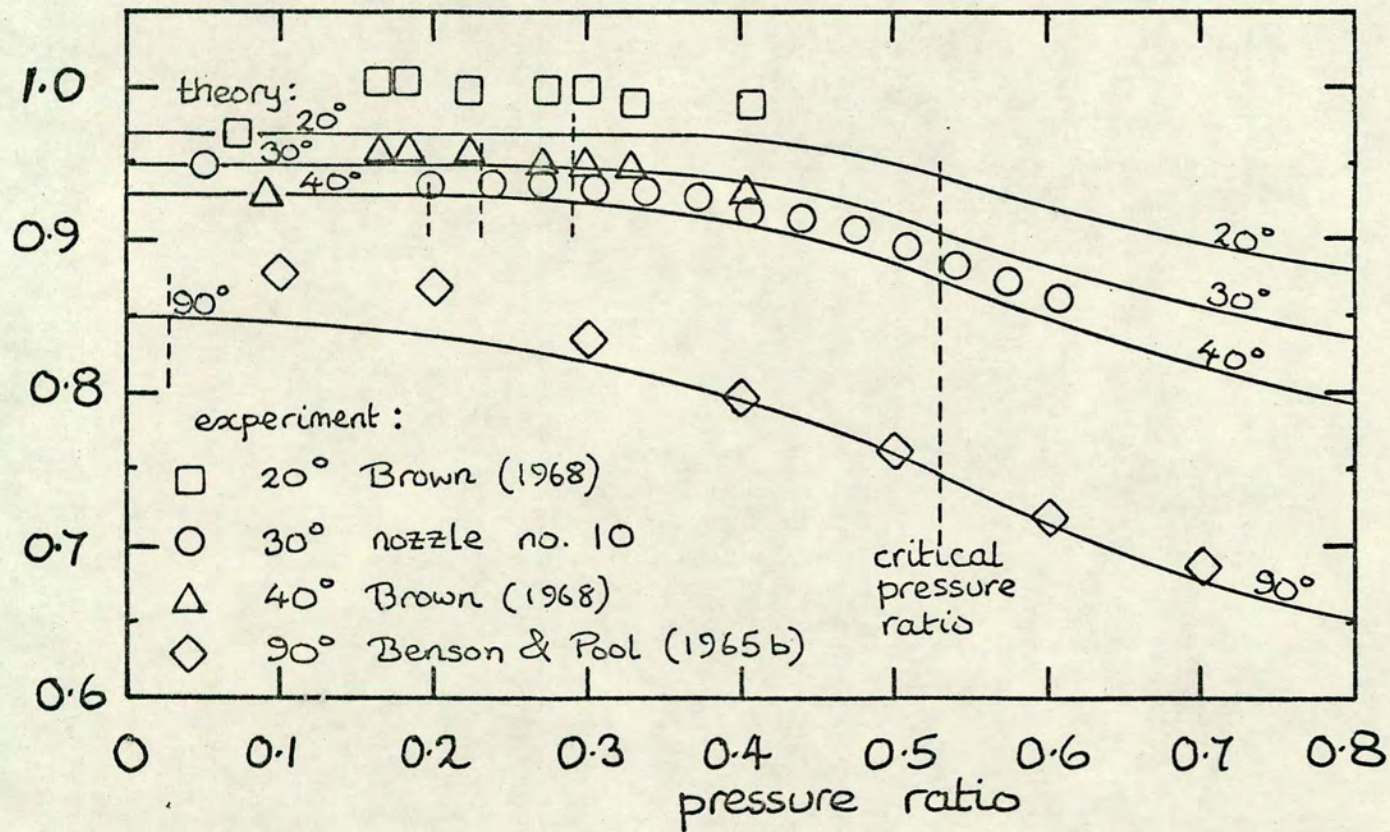 1.0
0.9
0.8
0.7
0.6
theory:
20°
30°
40°
90°
20°
30°
40°
90°
experiment:
20° Brown (1968)
30° nozzle no. 10
40° Brown (1968)
90° Benson & Pool (1965b)
critical
pressure
ratio
0 0.1 0.2 0.3 0.4 0.5 0.6 0.7 0.8
pressure ratio